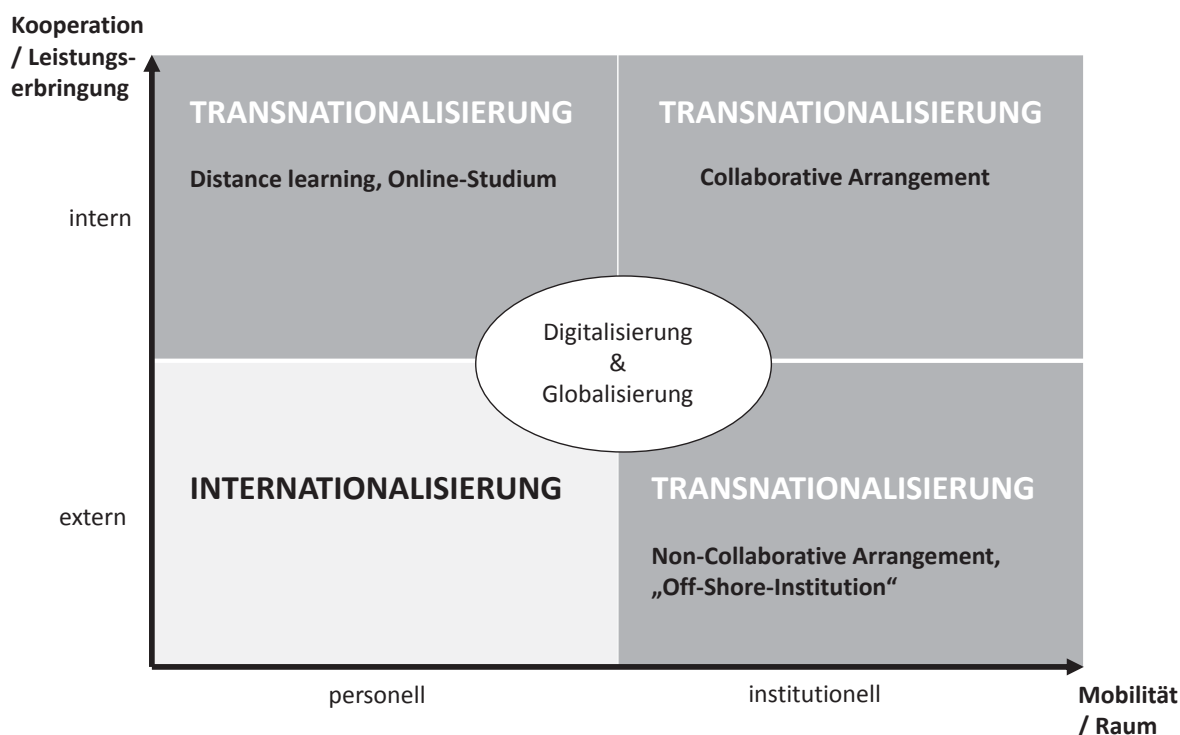 Kooperation
/ Leistungs-
erbringung
TRANSNATIONALISIERUNG
TRANSNATIONALISIERUNG
Distance learning, Online-Studium
Collaborative Arrangement
intern
Digitalisierung
&
Globalisierung
INTERNATIONALISIERUNG
TRANSNATIONALISIERUNG
extern
Non-Collaborative Arrangement,
„Off-Shore-Institution“
personell
institutionell
Mobilität
/ Raum